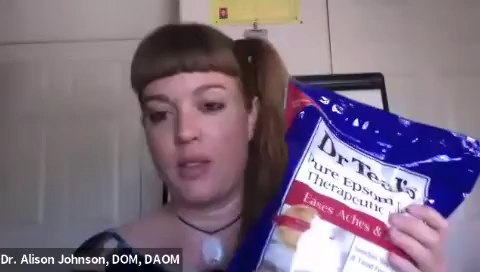 Dr Teal's
Pure Epsom
Therapeutic
Eases Aches &
Dr. Alison Johnson, DOM, DAOM